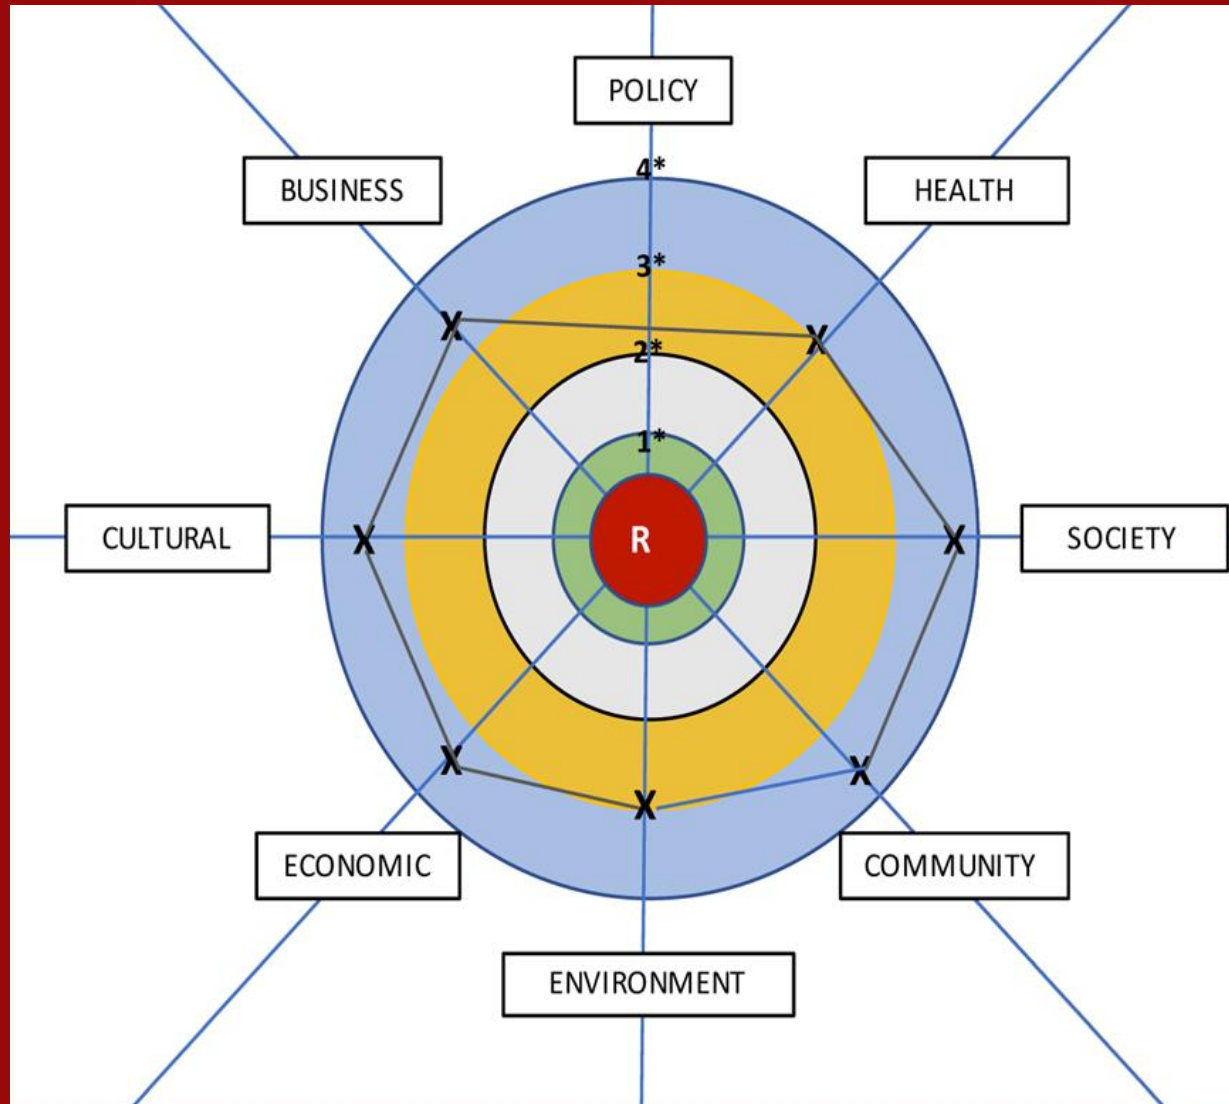 POLICY
BUSINESS
HEALTH
4*
3*
X
X
2*
1*
CULTURAL
X
R
X
SOCIETY
X
X
X
ECONOMIC
COMMUNITY
ENVIRONMENT